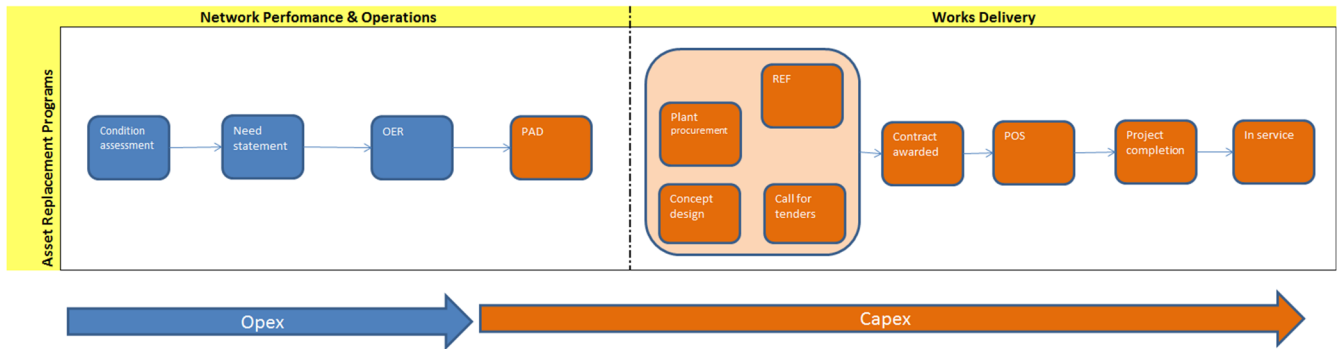 Network Perfomance & Operations
Works Delivery
Asset Replacement Programs
Condition
assessment
Need
statement
OER
PAD
Plant
procurement
REF
Concept
design
Call for
tenders
Contract
awarded
POS
Project
completion
In service
Opex
Capex